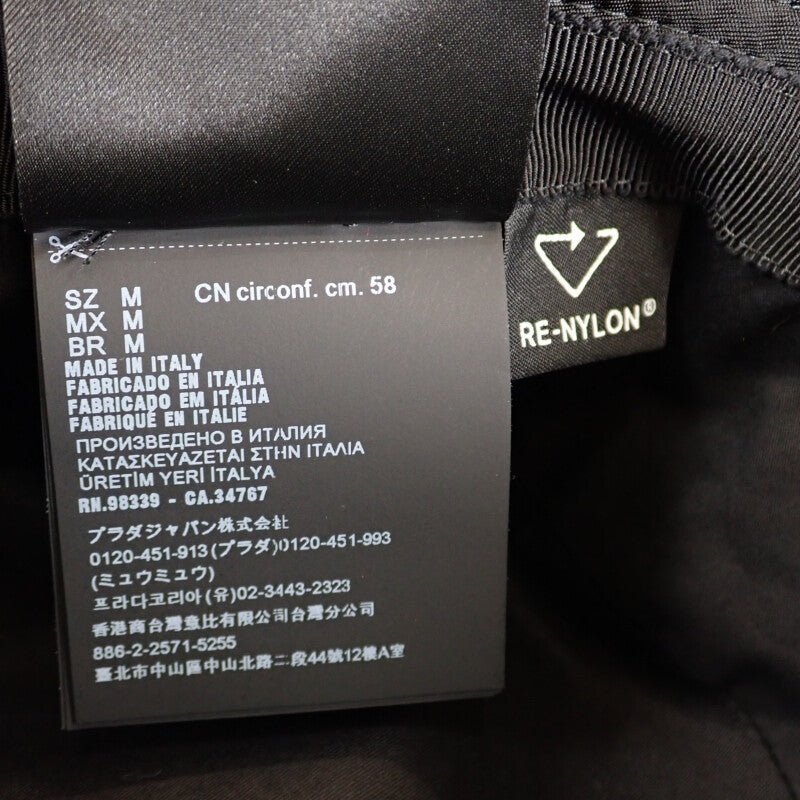 SZ M CN circonf. cm. 58
MX M
BR M
MADE IN ITALY
FABRICADO EN ITALIA
FABRICADO EM ITÁLIA
FABRIQUÉ EN ITALIE
ПРОИЗВЕДЕНО В ИТАЛИЯ
ΚΑΤΑΣΚΕΥΑΖΕΤΑΙ ΣΤΗΝ ΙΤΑΛΙΑ
ÜRETIM YERI İTALYA
RN.98339 - CA.34767
プラダジャパン株式会社
0120-451-913(プラダ)0120-451-993
(ミュウミュウ)
프라다코리아(유)02-3443-2323
香港商台灣魚比有限公司台灣分公司
886-2-2571-5255
臺北市中山區中山北路二段44號12樓A室
RE-NYLON®